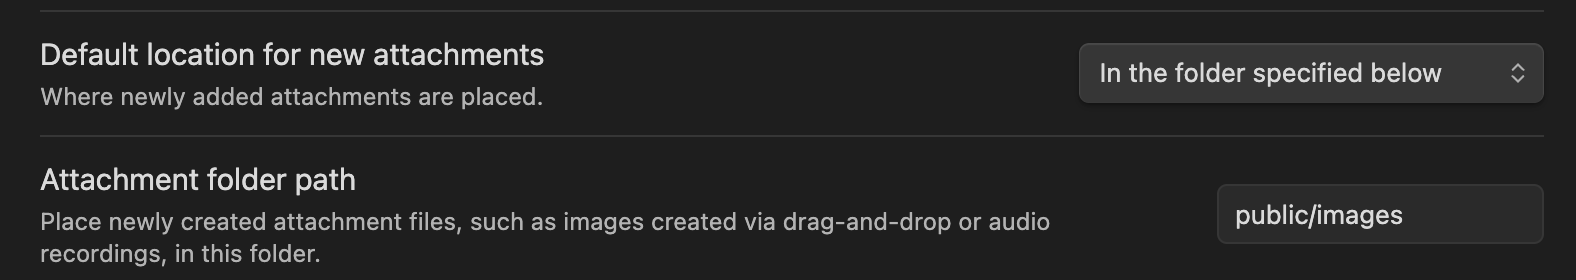 Default location for new attachments
Where newly added attachments are placed.
In the folder specified below
Attachment folder path
Place newly created attachment files, such as images created via drag-and-drop or audio
recordings, in this folder.
public/images